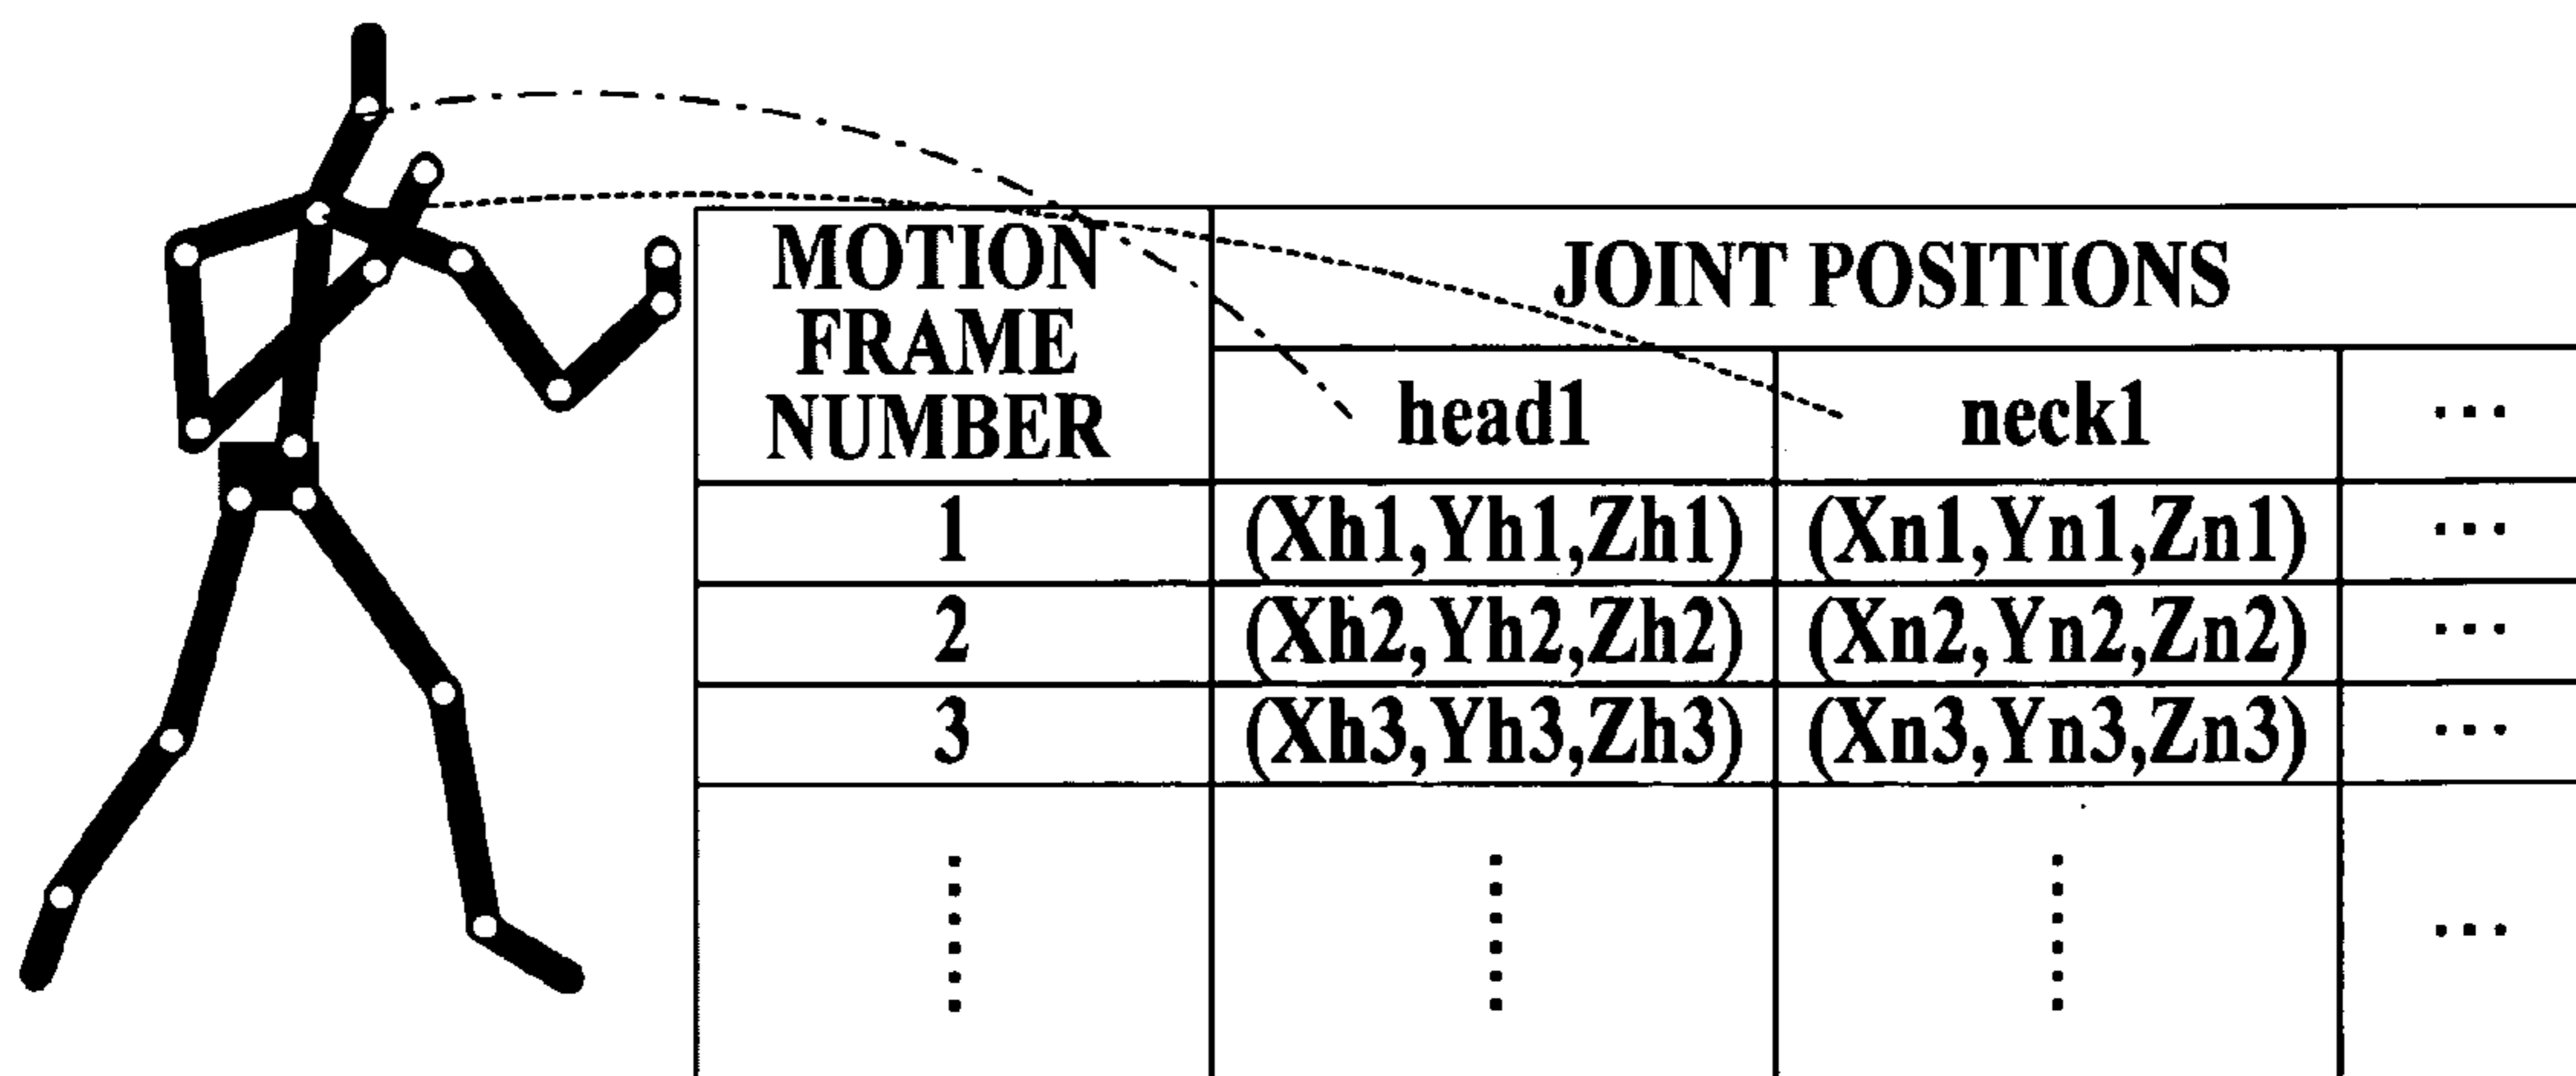 MOTION
FRAME
NUMBER
JOINT POSITIONS
head1 neck1 ...
1 (Xh1,Yh1,Zh1) (Xn1,Yn1,Zn1) ...
2 (Xh2,Yh2,Zh2) (Xn2,Yn2,Zn2) ...
3 (Xh3,Yh3,Zh3) (Xn3,Yn3,Zn3) ...
...